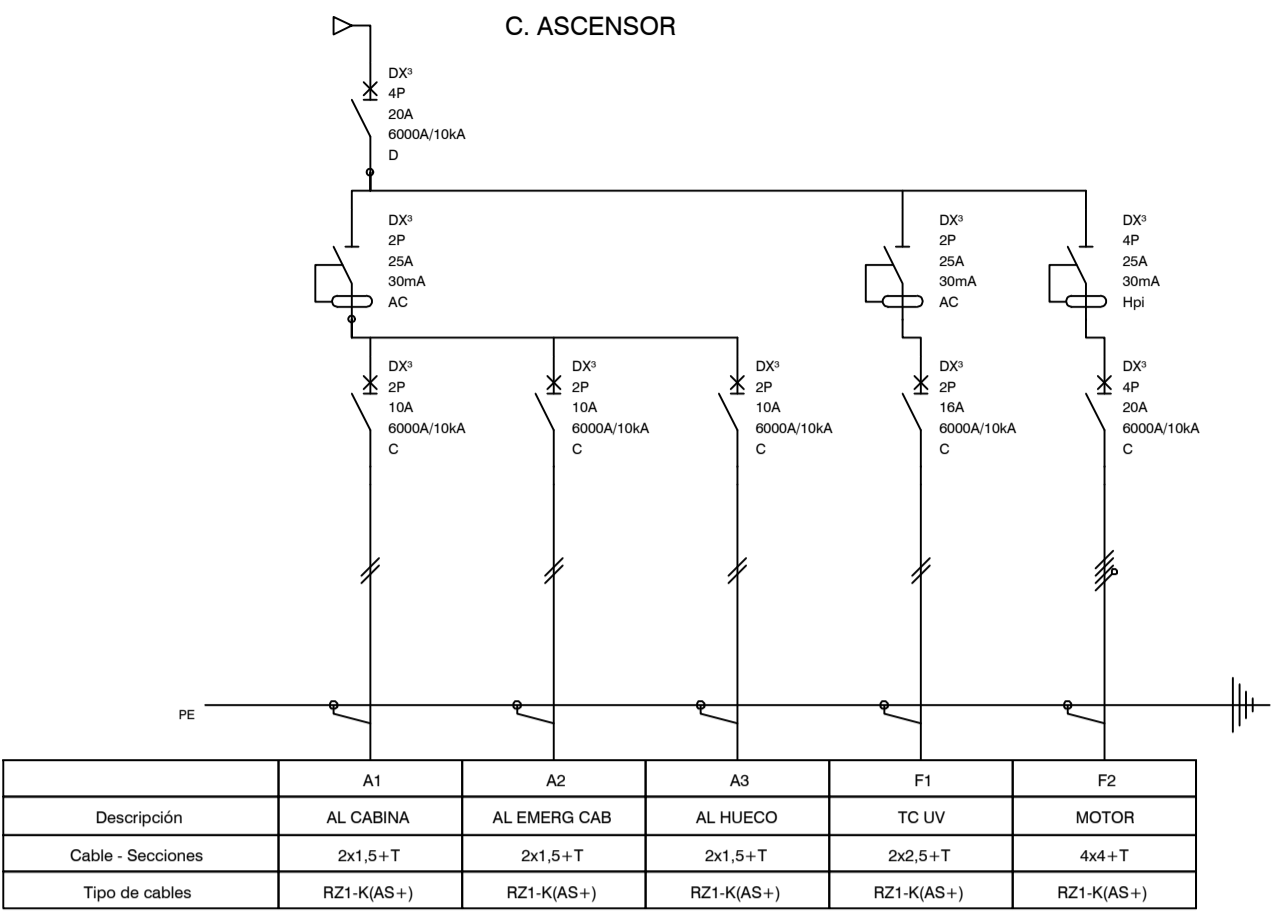 C. ASCENSOR
DX³
4P
20A
6000A/10kA
D
DX³
2P
25A
30mA
AC
DX³
2P
25A
30mA
AC
DX³
4P
25A
30mA
Hpi
DX³
2P
10A
6000A/10kA
C
DX³
2P
10A
6000A/10kA
C
DX³
2P
10A
6000A/10kA
C
DX³
2P
16A
6000A/10kA
C
DX³
4P
20A
6000A/10kA
C
PE
A1 A2 A3 F1 F2
Descripción AL CABINA AL EMERG CAB AL HUECO TC UV MOTOR
Cable - Secciones 2x1,5+T 2x1,5+T 2x1,5+T 2x2,5+T 4x4+T
Tipo de cables RZ1-K(AS+) RZ1-K(AS+) RZ1-K(AS+) RZ1-K(AS+) RZ1-K(AS+)